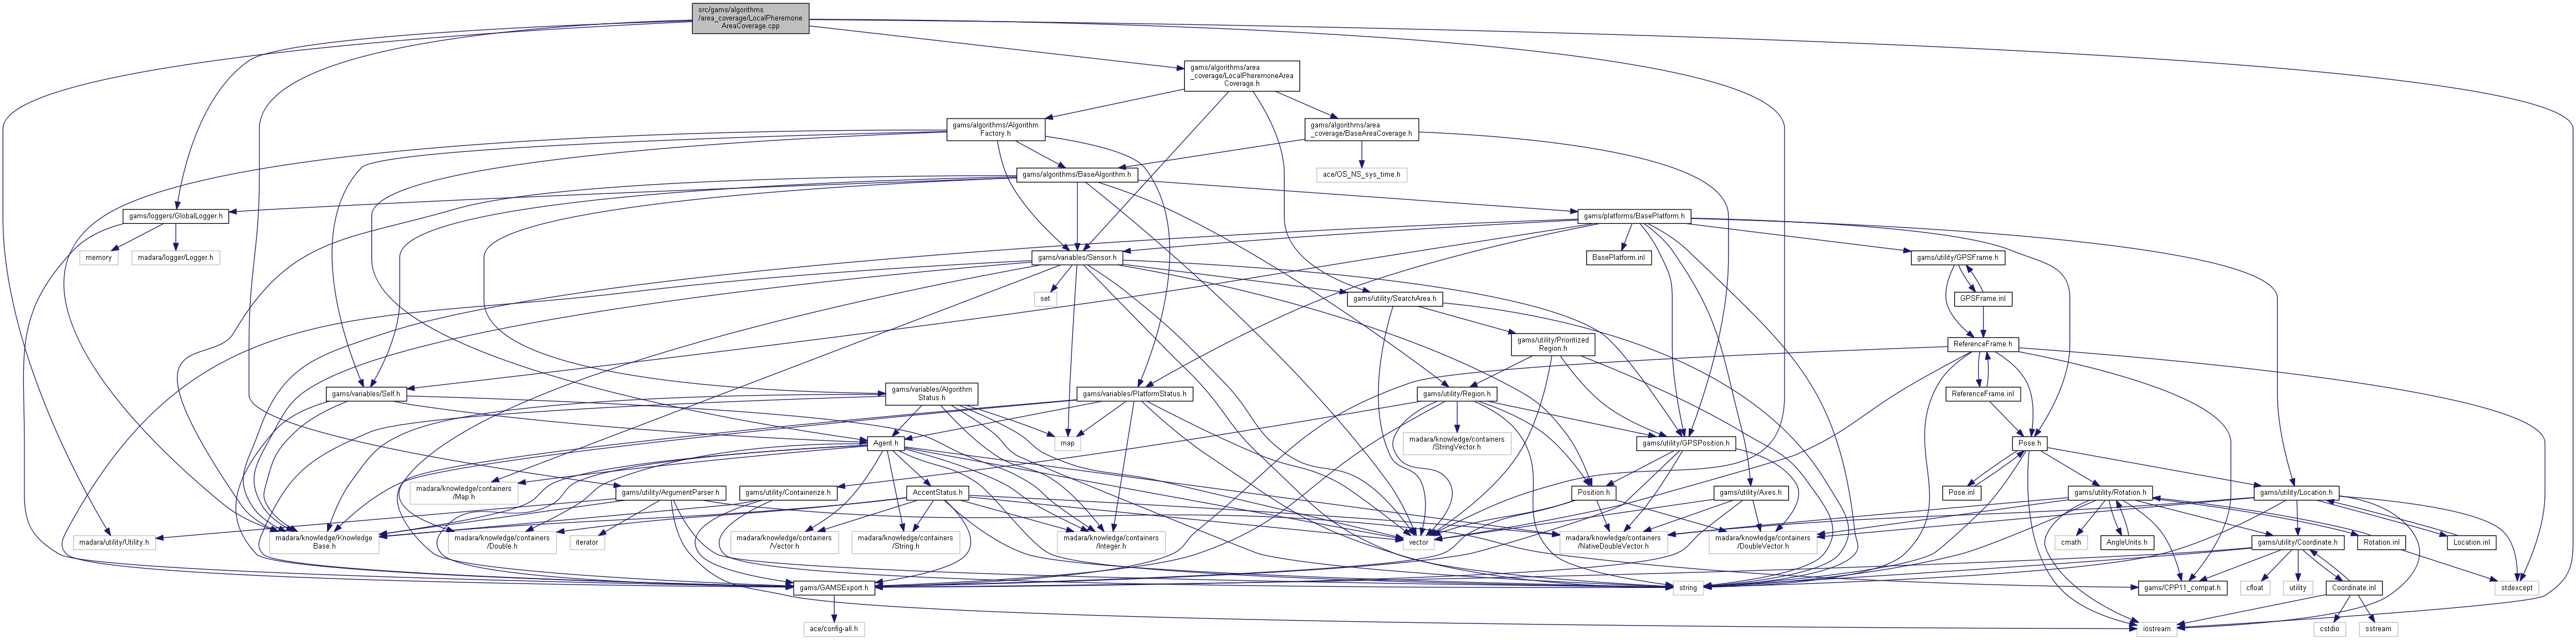 src/gams/algorithms
/area_coverage/LocalPheremone
AreaCoverage.cpp
gams/algorithms/area
_coverage/LocalPheremoneArea
Coverage.h
gams/algorithms/Algorithm
Factory.h
gams/algorithms/area
_coverage/BaseAreaCoverage.h
gams/algorithms/BaseAlgorithm.h
ace/OS_NS_sys_time.h
gams/loggers/GlobalLogger.h
gams/platforms/BasePlatform.h
memory
madara/logger/Logger.h
gams/variables/Sensor.h
BasePlatform.inl
gams/utility/GPSFrame.h
set
gams/utility/SearchArea.h
GPSFrame.inl
gams/utility/Prioritized
Region.h
ReferenceFrame.h
gams/variables/Self.h
gams/variables/Algorithm
Status.h
gams/variables/PlatformStatus.h
gams/utility/Region.h
ReferenceFrame.inl
Agent.h
map
madara/knowledge/containers
/StringVector.h
gams/utility/GPSPosition.h
Pose.h
madara/knowledge/containers
/Map.h
gams/utility/ArgumentParser.h
gams/utility/Containerize.h
AccentStatus.h
Position.h
gams/utility/Axes.h
Pose.inl
gams/utility/Rotation.h
gams/utility/Location.h
madara/utility/Utility.h
madara/knowledge/Knowledge
Base.h
madara/knowledge/containers
/Double.h
iterator
madara/knowledge/containers
/Vector.h
madara/knowledge/containers
/String.h
madara/knowledge/containers
/Integer.h
vector
madara/knowledge/containers
/NativeDoubleVector.h
madara/knowledge/containers
/DoubleVector.h
cmath
AngleUnits.h
gams/utility/Coordinate.h
Rotation.inl
Location.inl
gams/GAMSExport.h
string
gams/CPP11_compat.h
cfloat
utility
Coordinate.inl
stdexcept
ace/config-all.h
iostream
cstdio
sstream